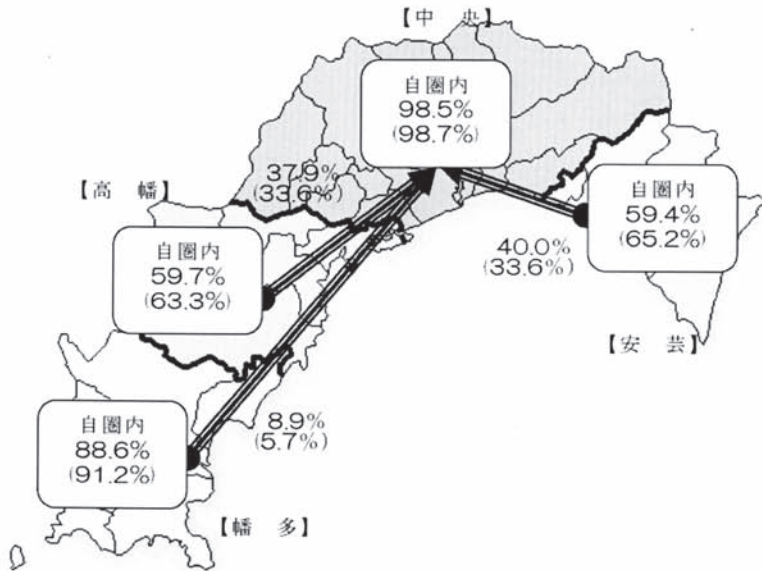 【中　央】
自圏内
98.5%
(98.7%)
37.9%
(33.6%)
【高　幡】
自圏内
59.7%
(63.3%)
自圏内
59.4%
(65.2%)
40.0%
(33.6%)
【安　芸】
自圏内
88.6%
(91.2%)
8.9%
(5.7%)
【幡　多】